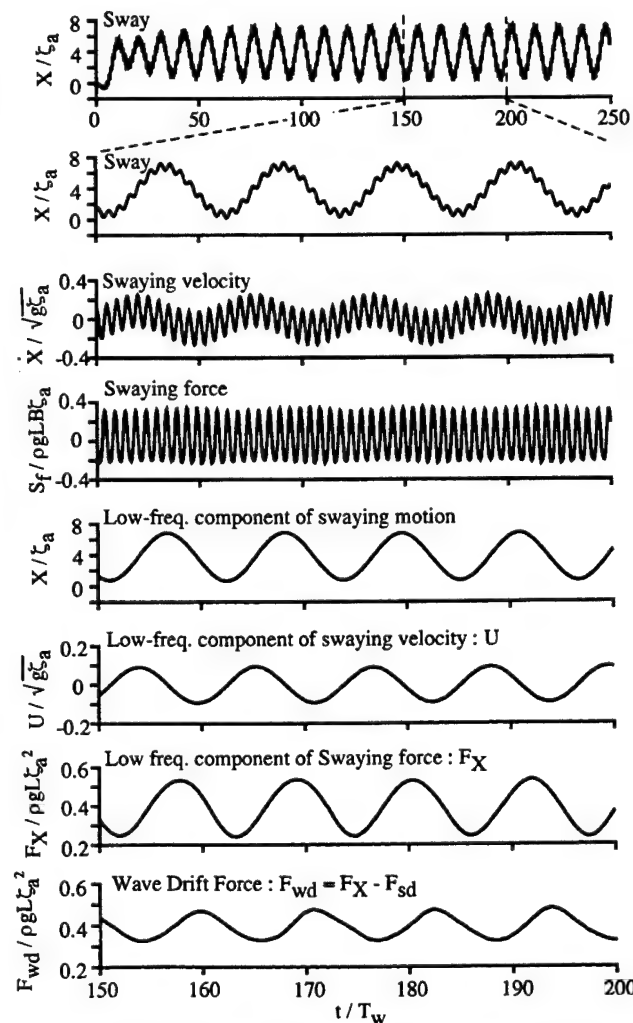 Sway
X / ζa
8
4
0
0 50 100 150 200 250
Sway
X / ζa
8
4
0
Swaying velocity
Ẋ / √gζa
0.4
0
-0.4
Swaying force
Sf / ρgLBζa
0.4
0
-0.4
Low-freq. component of swaying motion
X / ζa
8
4
0
Low-freq. component of swaying velocity : U
U / √gζa
0.2
0
-0.2
Low freq. component of Swaying force : FX
FX / ρgLζa²
0.6
0.4
0.2
Wave Drift Force : Fwd = FX - Fsd
Fwd / ρgLζa²
0.6
0.4
0.2
150 160 170 180 190 200
t / Tw